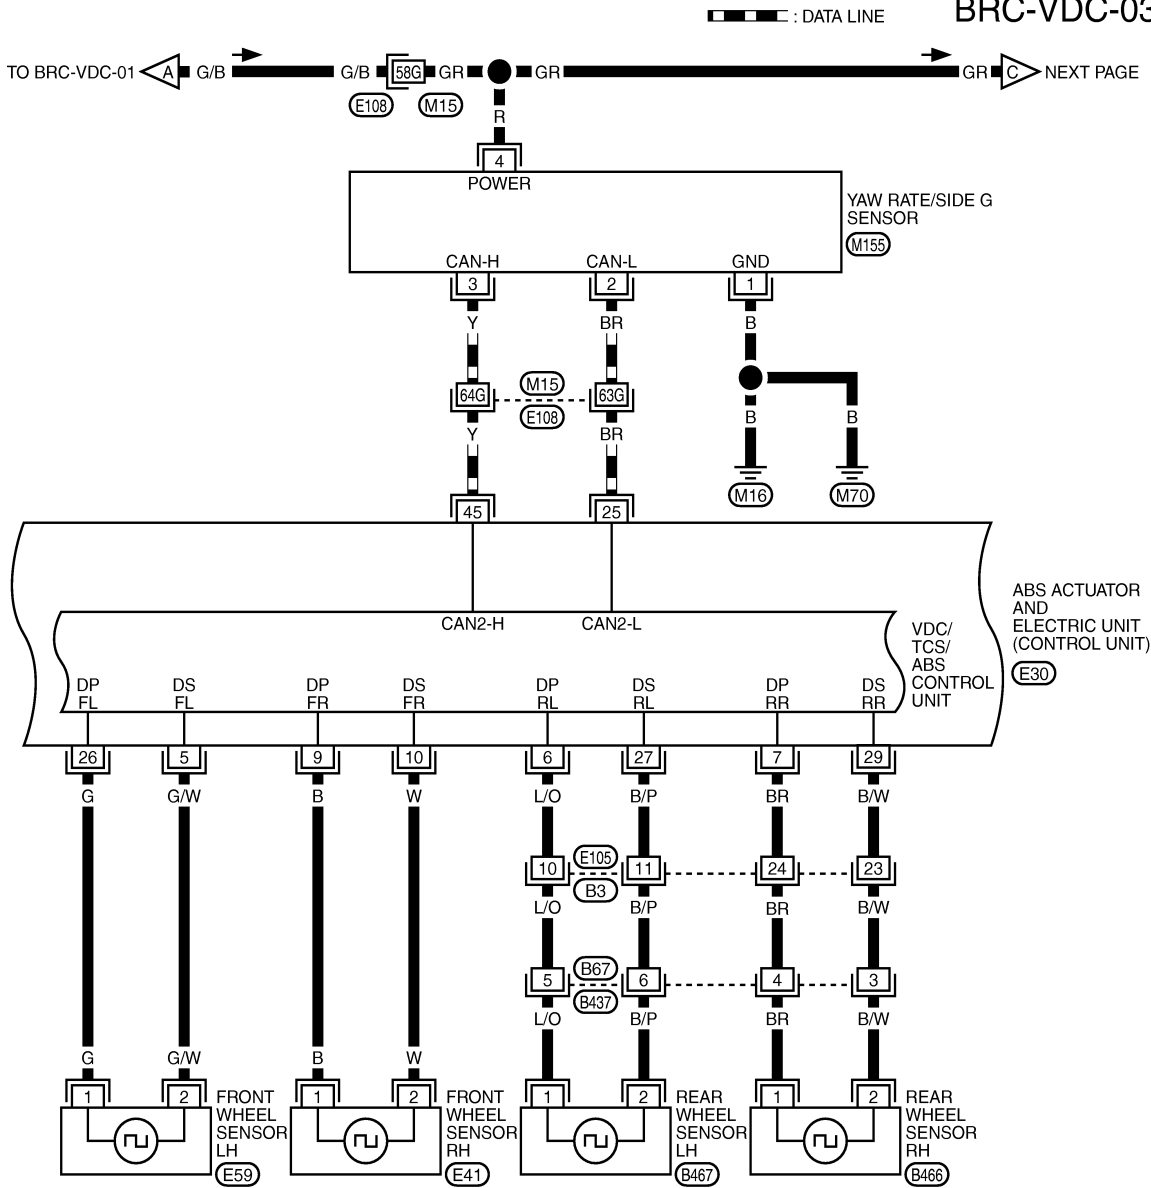 : DATA LINE
BRC-VDC-03
TO BRC-VDC-01 A G/B G/B 58G GR GR GR C NEXT PAGE
E108 M15
R
4
POWER
YAW RATE/SIDE G
SENSOR
M155
CAN-H CAN-L GND
3 2 1
Y BR B
64G M15 63G
E108
Y BR B B
M16 M70
45 25
ABS ACTUATOR
AND
ELECTRIC UNIT
(CONTROL UNIT)
E30
CAN2-H CAN2-L
VDC/
TCS/
ABS
CONTROL
UNIT
DP DS DP DS DP DS DP DS
FL FL FR FR RL RL RR RR
26 5 9 10 6 27 7 29
G G/W B W L/O B/P BR B/W
E105
10 11 24 23
B3
L/O B/P BR B/W
B67
5 6 4 3
B437
L/O B/P BR B/W
G G/W B W
1 2 1 2 1 2 1 2
FRONT
WHEEL
SENSOR
LH
E59
FRONT
WHEEL
SENSOR
RH
E41
REAR
WHEEL
SENSOR
LH
B467
REAR
WHEEL
SENSOR
RH
B466